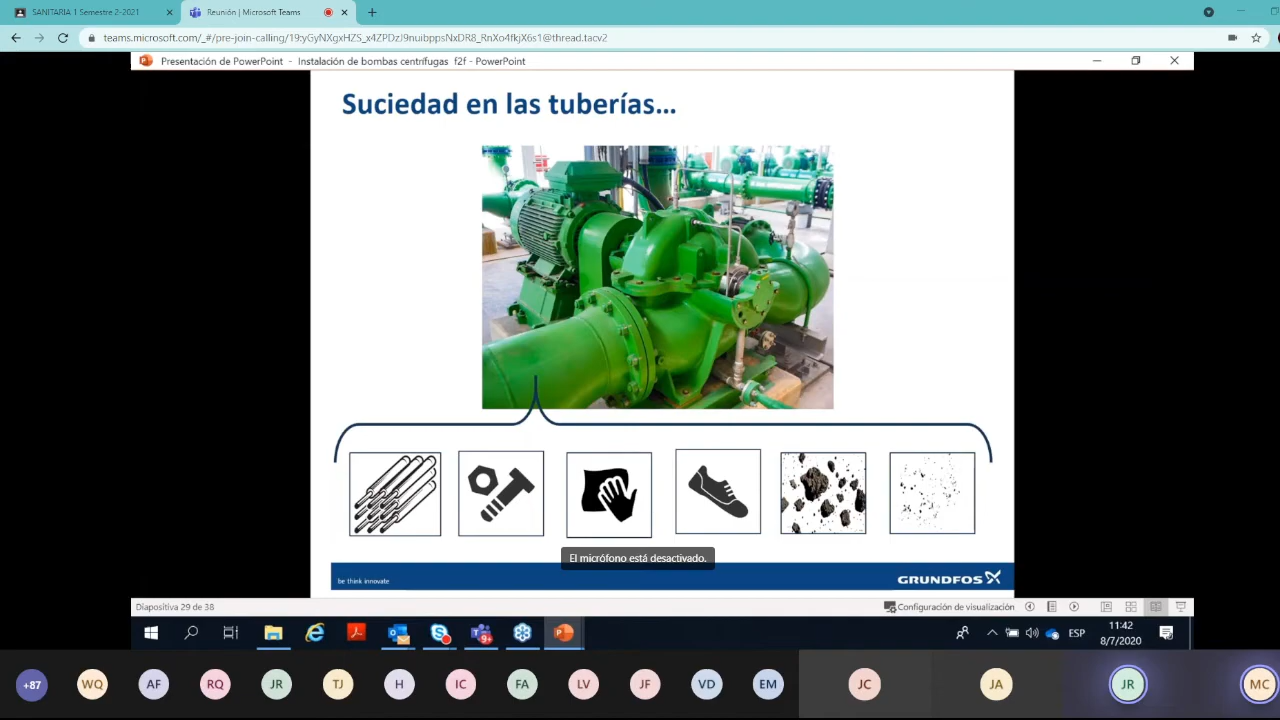 SANITARIA 1 Semestre 2-2021
Reunión | Microsoft Teams
teams.microsoft.com/_#/pre-join-calling/19:yGyNXgxHZS_x4ZPDzJ9nuibppsNxDR8_RnXo4fkjX6s1@thread.tacv2
Presentación de PowerPoint - Instalación de bombas centrífugas f2f - PowerPoint
Suciedad en las tuberías...
El micrófono está desactivado.
be think innovate
GRUNDFOS
Diapositiva 29 de 38
Configuración de visualización
9+
ESP
11:42
8/7/2020
+87
WQ
AF
RQ
JR
TJ
H
IC
FA
LV
JF
VD
EM
JC
JA
JR
MC